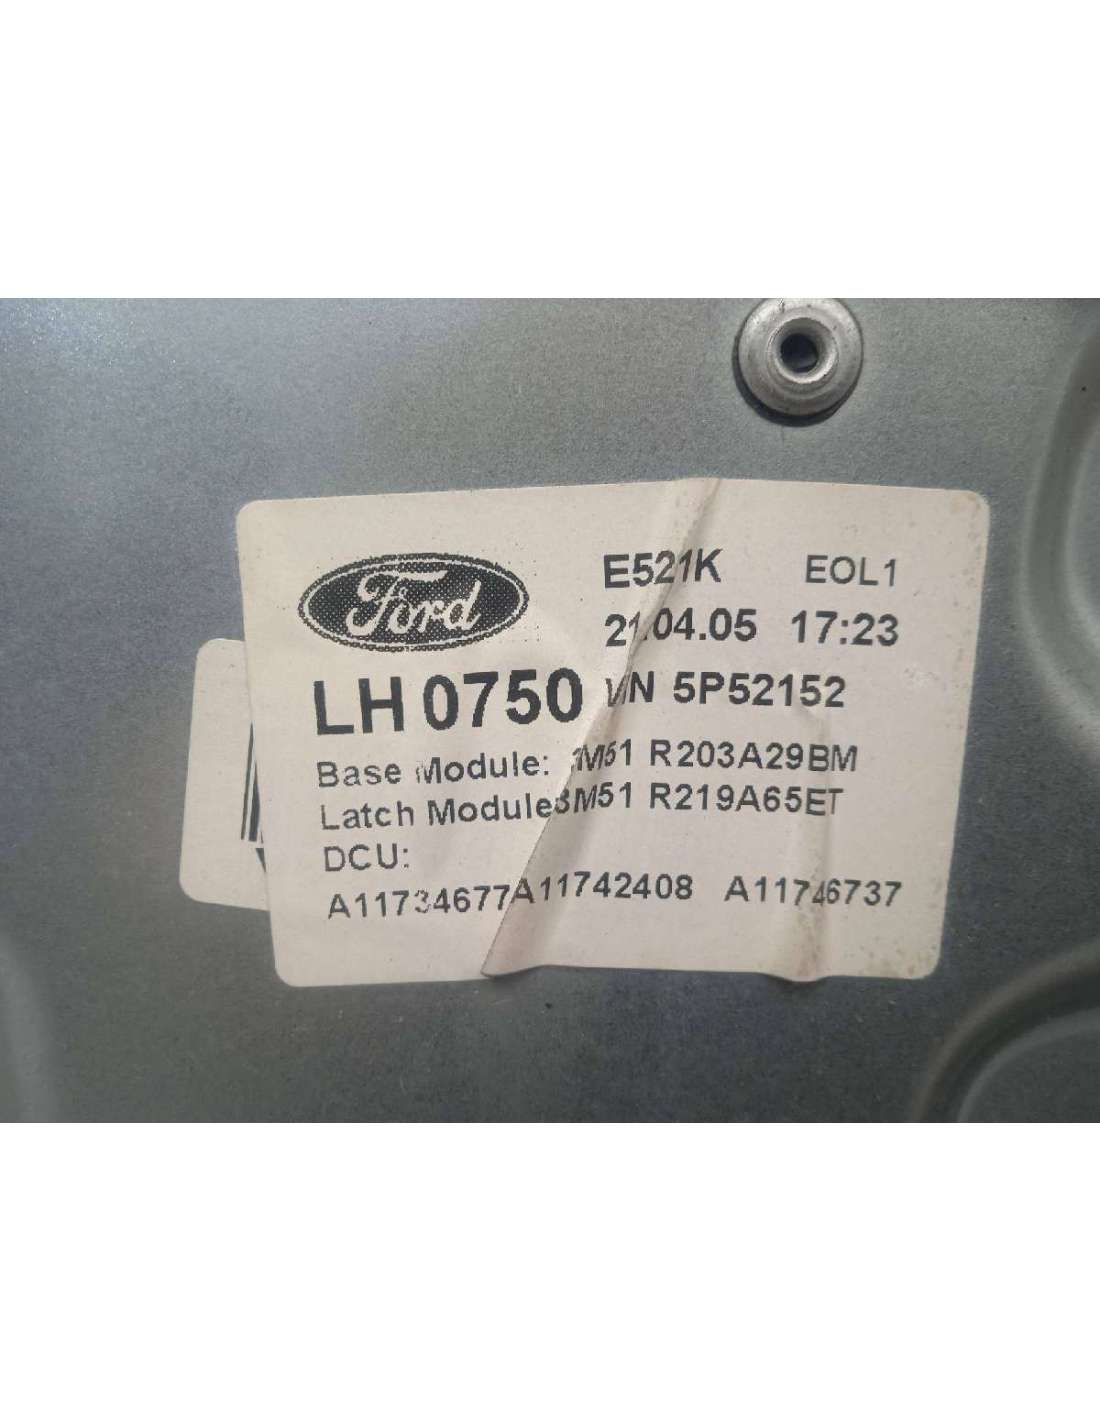 Ford
E521K EOL1
21.04.05 17:23
LH 0750 VIN 5P52152
Base Module: 3M51 R203A29BM
Latch Module3M51 R219A65ET
DCU:
A11734677A11742408 A11746737